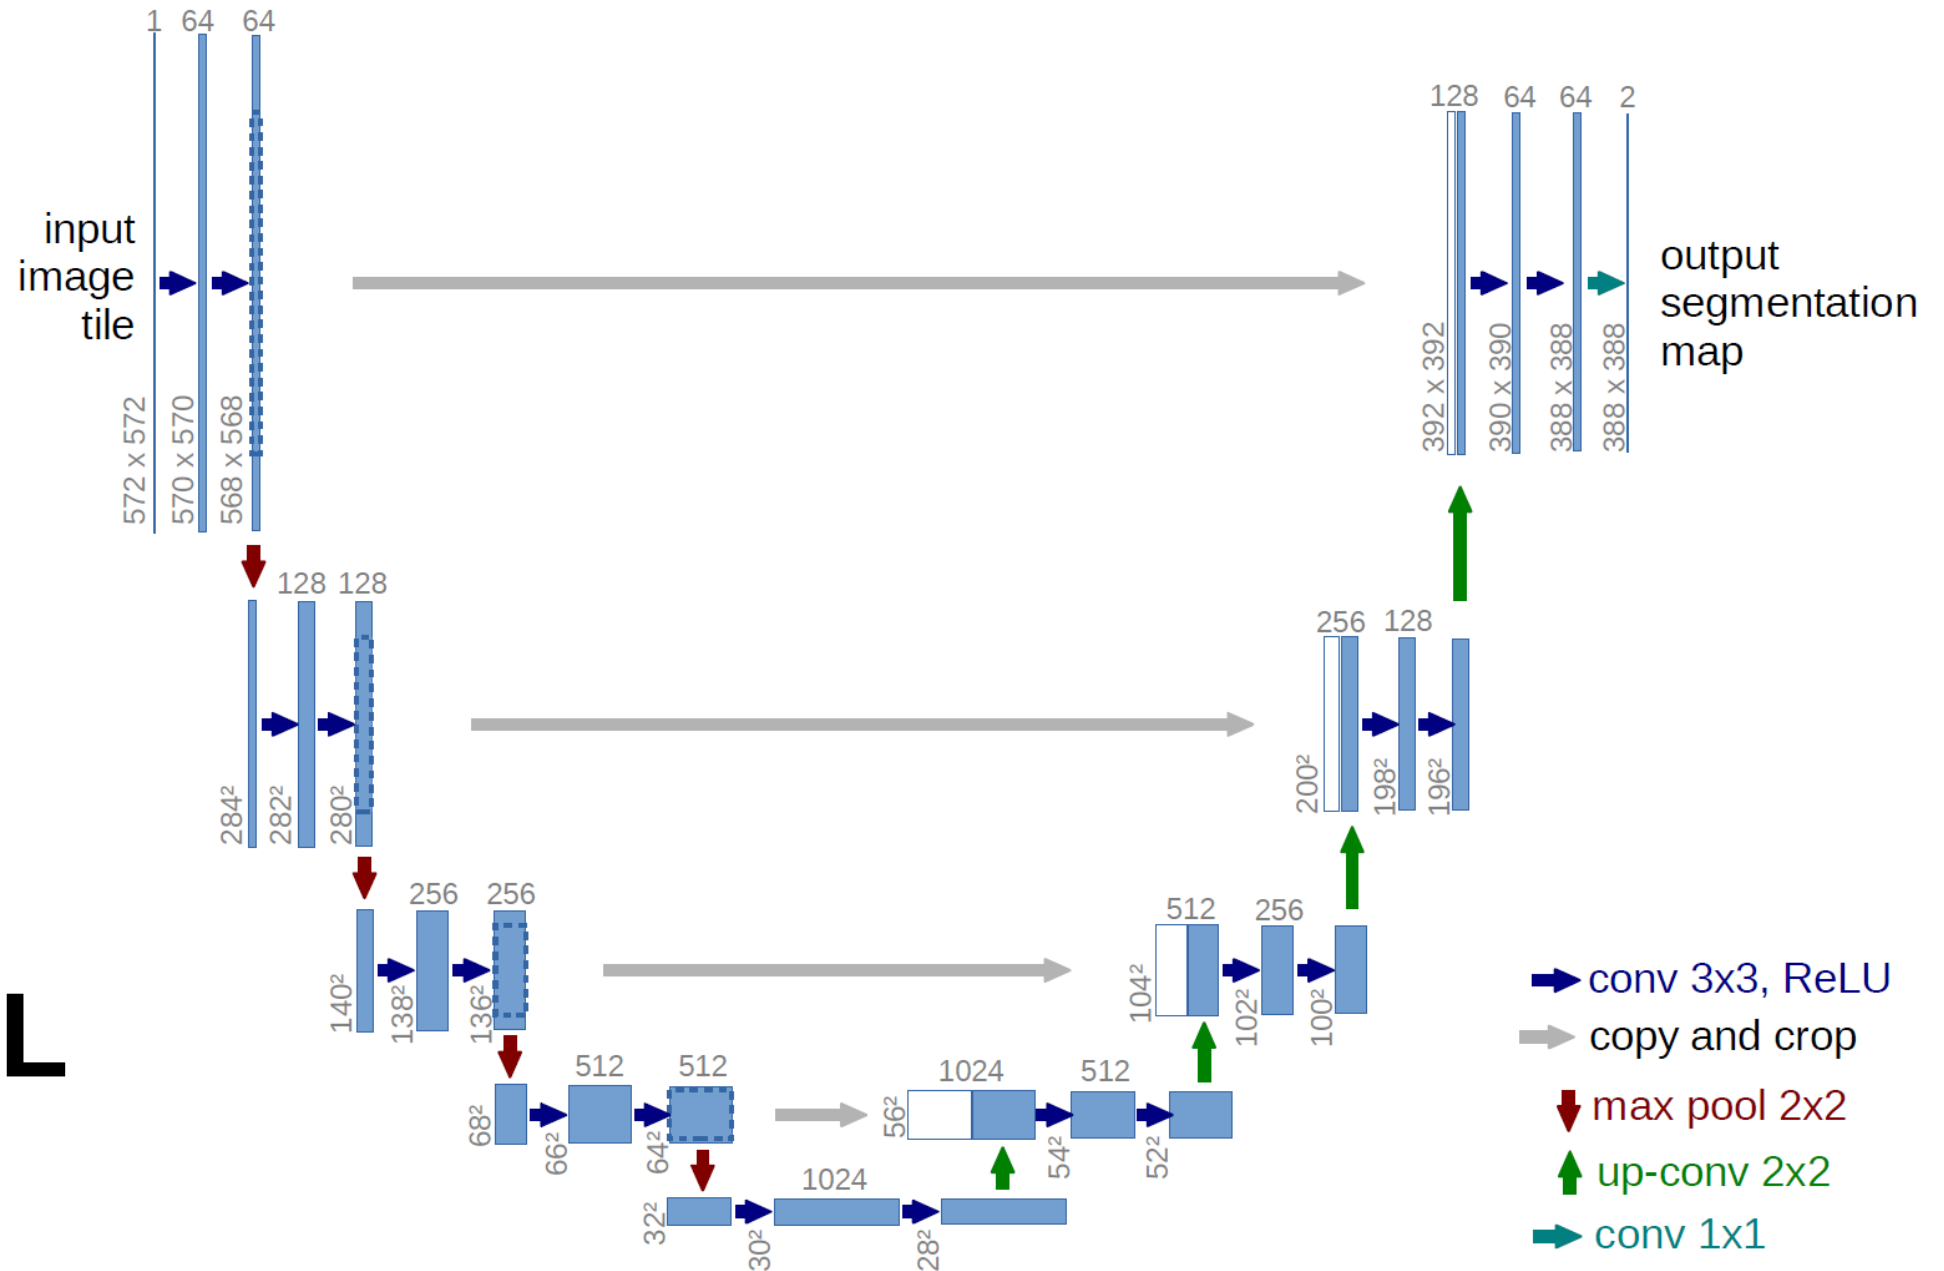 1 64 64
input
image
tile
572 x 572
570 x 570
568 x 568
128 64 64 2
392 x 392
390 x 390
388 x 388
388 x 388
output
segmentation
map
128 128
284²
282²
280²
256 128
200²
198²
196²
256 256
140²
138²
136²
512 256
104²
102²
100²
512 512
68²
66²
64²
1024 512
56²
54²
52²
1024
32²
30²
28²
L
conv 3x3, ReLU
copy and crop
max pool 2x2
up-conv 2x2
conv 1x1